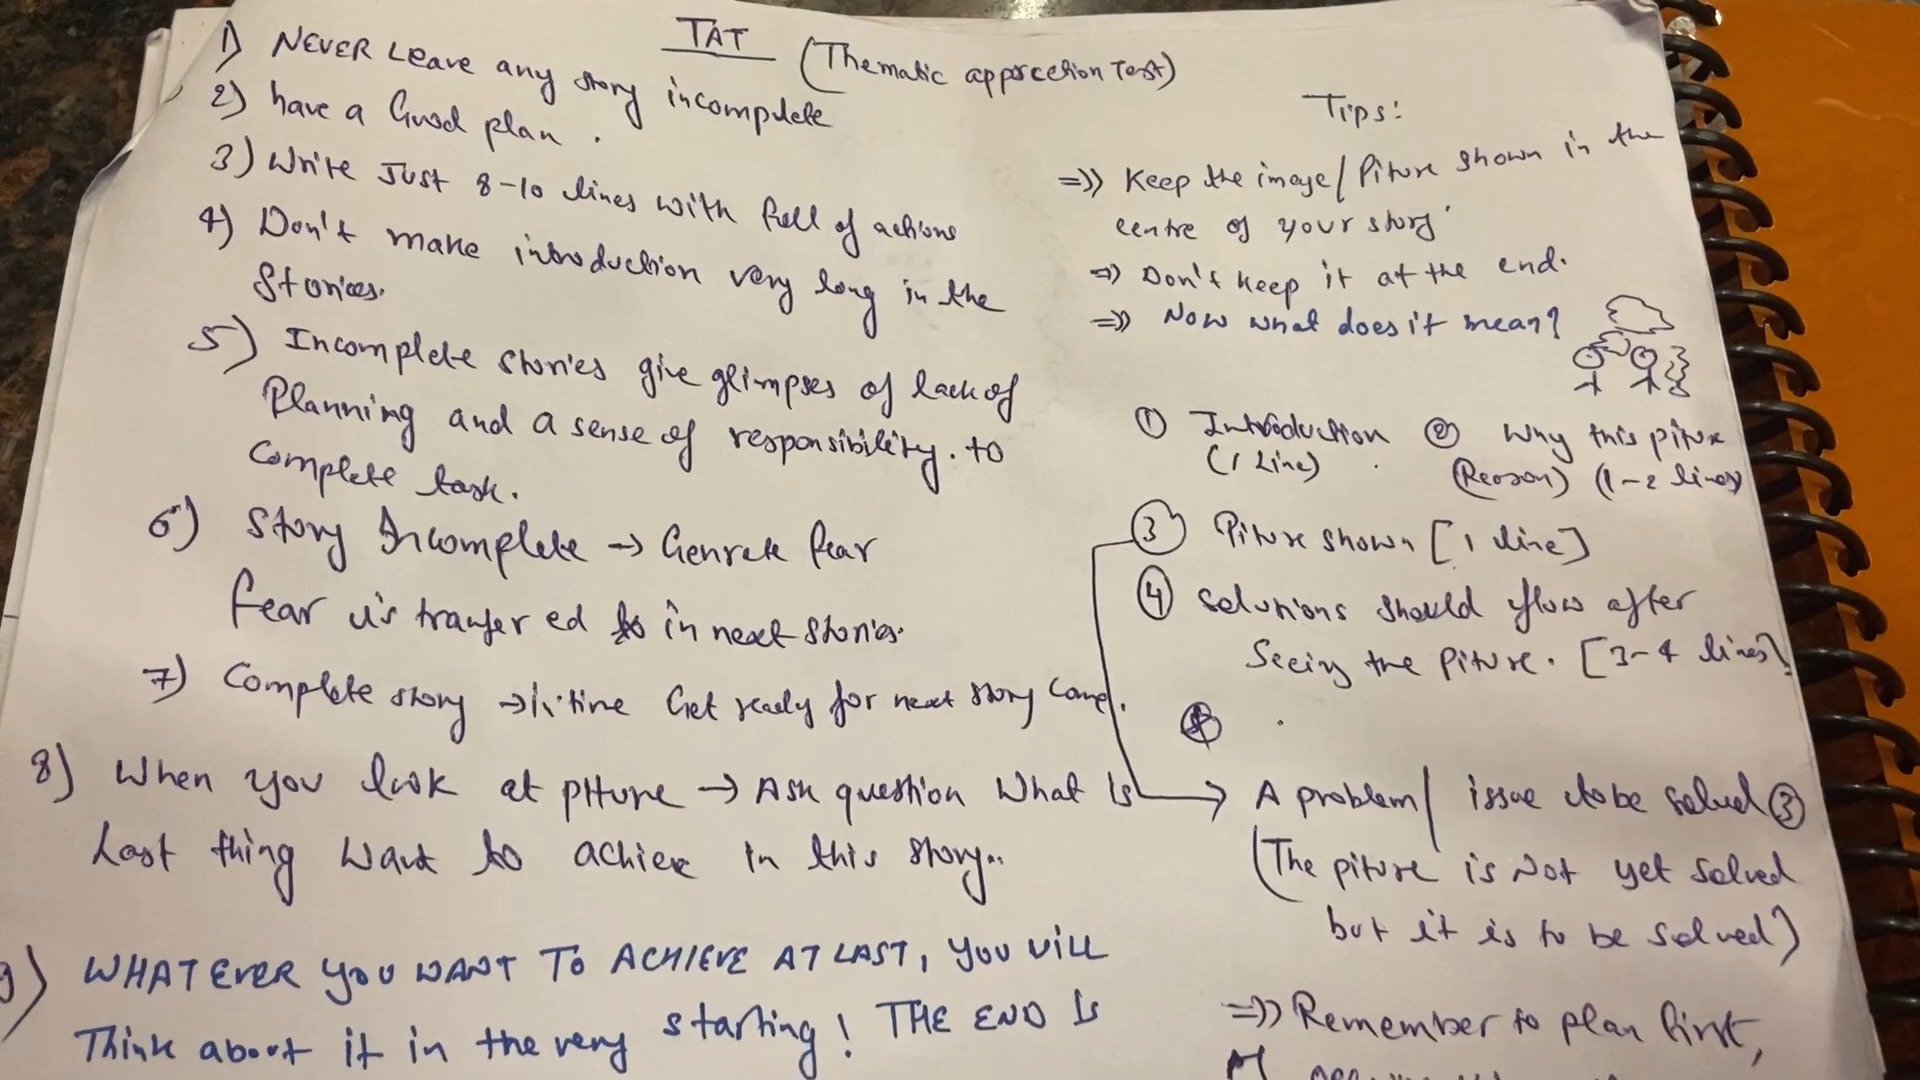 TAT (Thematic apprcetion Test)
1) NEVER Leave any story incomplete
2) have a Good plan.
3) Write Just 8-10 lines with full of actions
4) Don't make introduction very long in the
Stories.
5) Incomplete stories give glimpses of lack of
Planning and a sense of responsibility. to
complete task.
6) Story Incomplete → Genrete fear
fear is tranfer ed in next stories.
7) Complete story → in time Get ready for next story
8) When you look at pitture → Ask question What is
Last thing Want to achiee in this story..
9) WHAT EVER YOU WANT TO ACHIEVE AT LAST, YOU VILL
Think about it in the very starting! THE END IS
Tips:
=>> Keep the image/Piture shown in the
centre of your story
=>> Don't keep it at the end.
=>> Now what does it mean?
① Introduction ② Why this piture
(1 Line) (Reason) (1-2 lines)
③ Piture shown [1 line]
④ solutions should flow after
Seeing the Piture. [3-4 lines]
→ A problem/ issue to be solved ③
(The piture is Not yet solved
but it is to be solved)
=>> Remember to plan first,